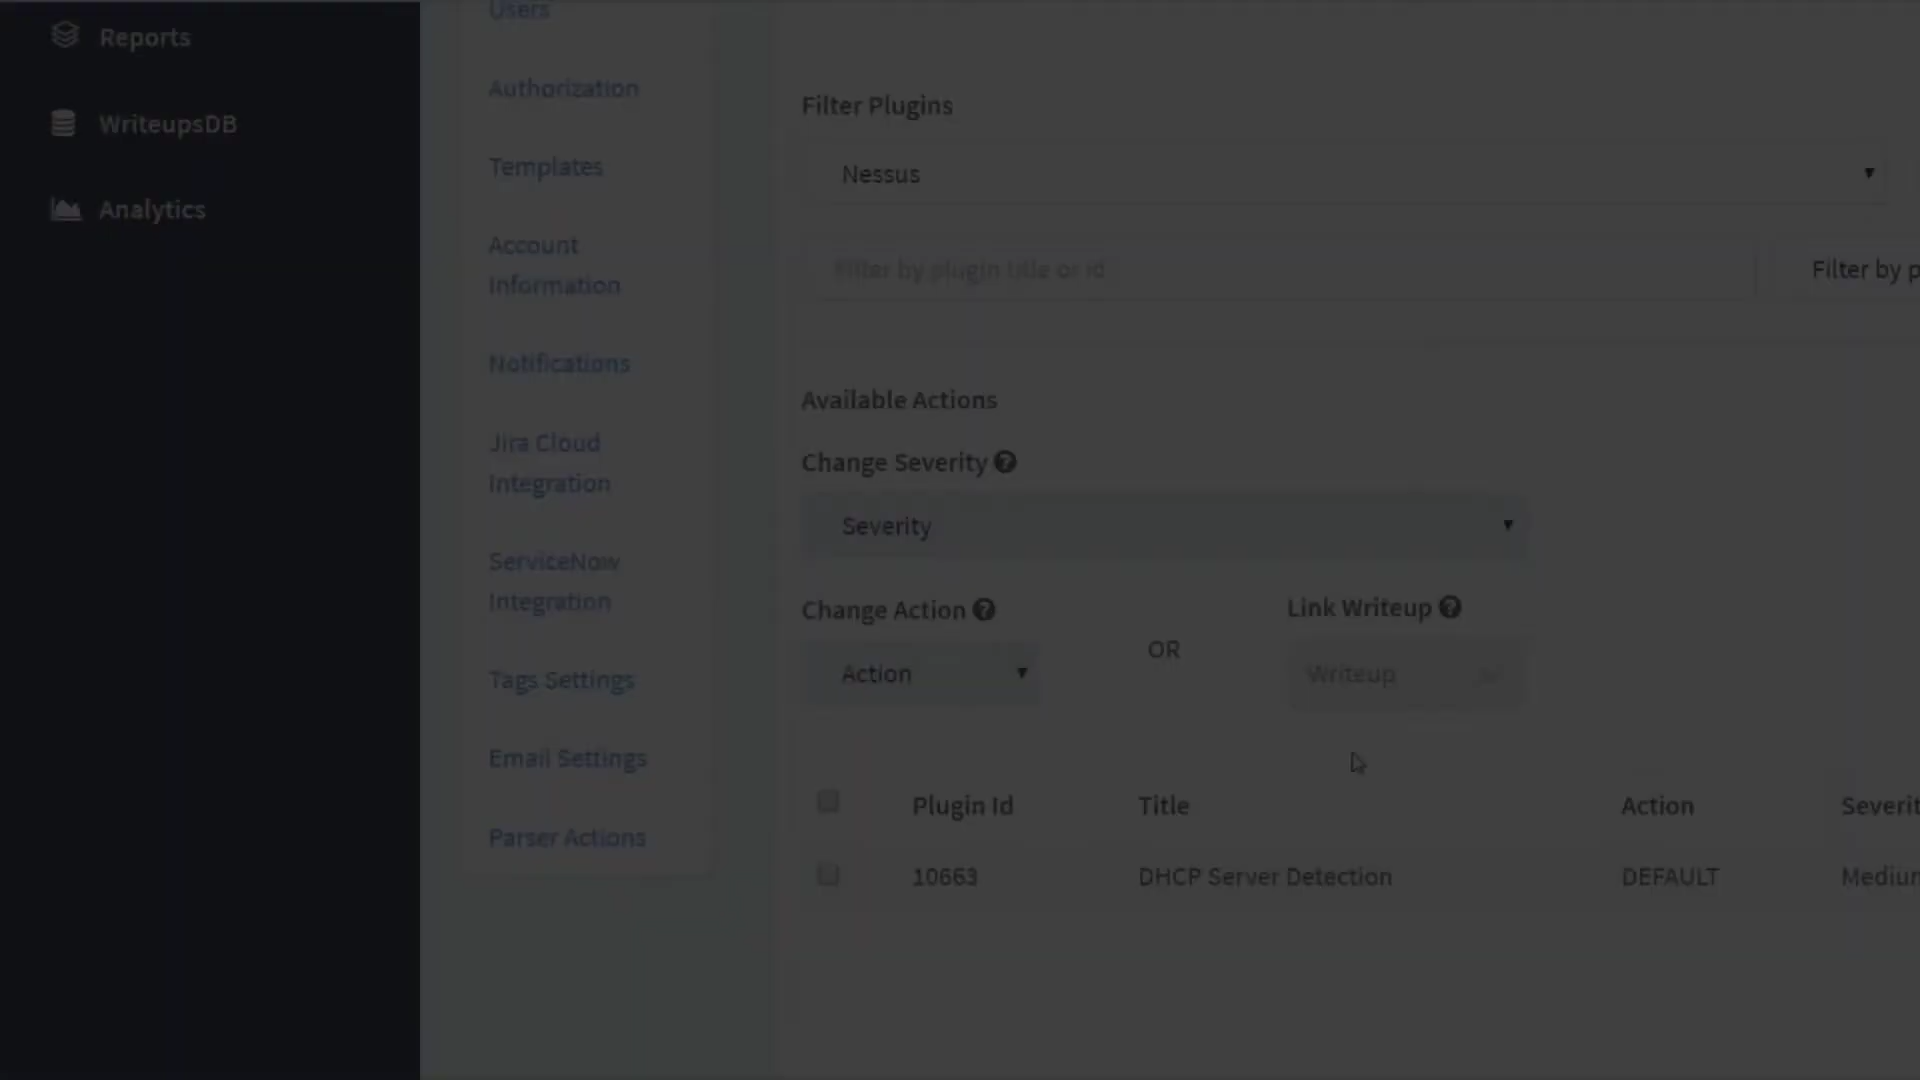 Reports
WriteupsDB
Analytics
Users
Authorization
Templates
Account
Information
Notifications
Jira Cloud
Integration
ServiceNow
Integration
Tags Settings
Email Settings
Parser Actions
Filter Plugins
Nessus
Filter by plugin title or id
Filter by p
Available Actions
Change Severity
Severity
Change Action
Action
OR
Link Writeup
Writeup
Plugin Id Title Action Severit
10663 DHCP Server Detection DEFAULT Medium